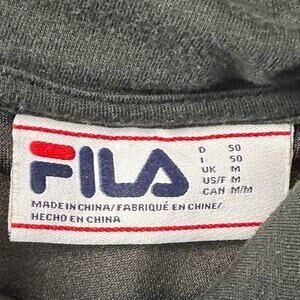 FILA
D 50
I 50
UK M
US/F M
CAN M/M
MADE IN CHINA/FABRIQUÉ EN CHINE/
HECHO EN CHINA